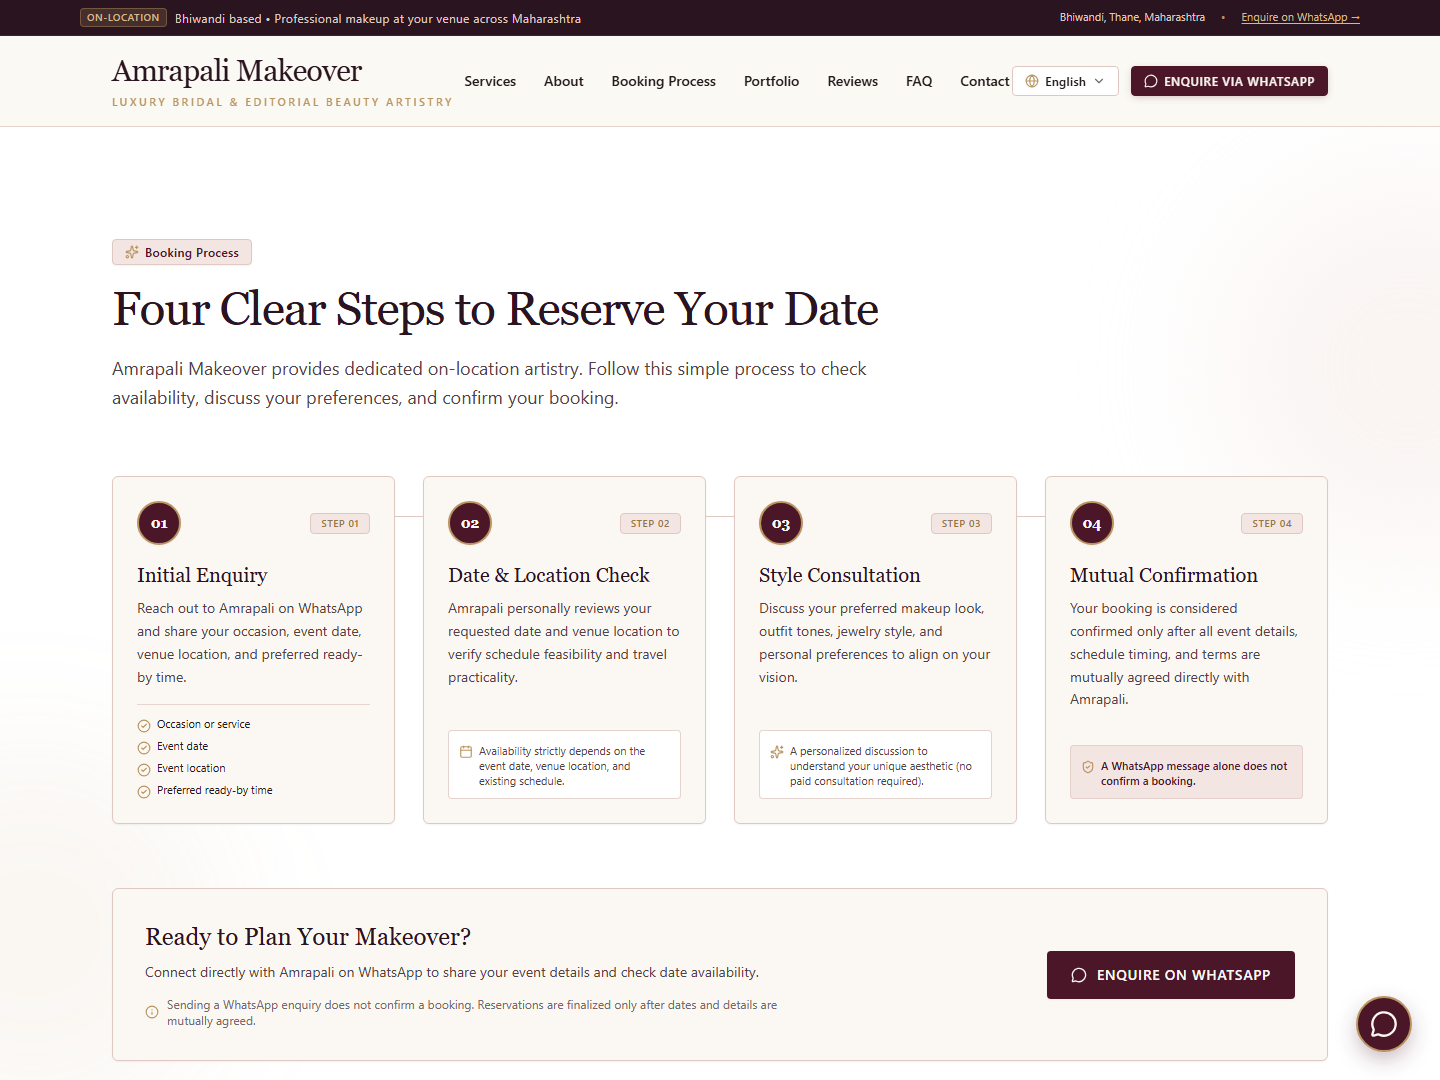 ON-LOCATION Bhiwandi based • Professional makeup at your venue across Maharashtra
Bhiwandi, Thane, Maharashtra • Enquire on WhatsApp →
Amrapali Makeover
LUXURY BRIDAL & EDITORIAL BEAUTY ARTISTRY
Services About Booking Process Portfolio Reviews FAQ Contact
English
ENQUIRE VIA WHATSAPP
Booking Process
Four Clear Steps to Reserve Your Date
Amrapali Makeover provides dedicated on-location artistry. Follow this simple process to check
availability, discuss your preferences, and confirm your booking.
01
STEP 01
Initial Enquiry
Reach out to Amrapali on WhatsApp
and share your occasion, event date,
venue location, and preferred ready-
by time.
Occasion or service
Event date
Event location
Preferred ready-by time
02
STEP 02
Date & Location Check
Amrapali personally reviews your
requested date and venue location to
verify schedule feasibility and travel
practicality.
Availability strictly depends on the
event date, venue location, and
existing schedule.
03
STEP 03
Style Consultation
Discuss your preferred makeup look,
outfit tones, jewelry style, and
personal preferences to align on your
vision.
A personalized discussion to
understand your unique aesthetic (no
paid consultation required).
04
STEP 04
Mutual Confirmation
Your booking is considered
confirmed only after all event details,
schedule timing, and terms are
mutually agreed directly with
Amrapali.
A WhatsApp message alone does not
confirm a booking.
Ready to Plan Your Makeover?
Connect directly with Amrapali on WhatsApp to share your event details and check date availability.
Sending a WhatsApp enquiry does not confirm a booking. Reservations are finalized only after dates and details are
mutually agreed.
ENQUIRE ON WHATSAPP